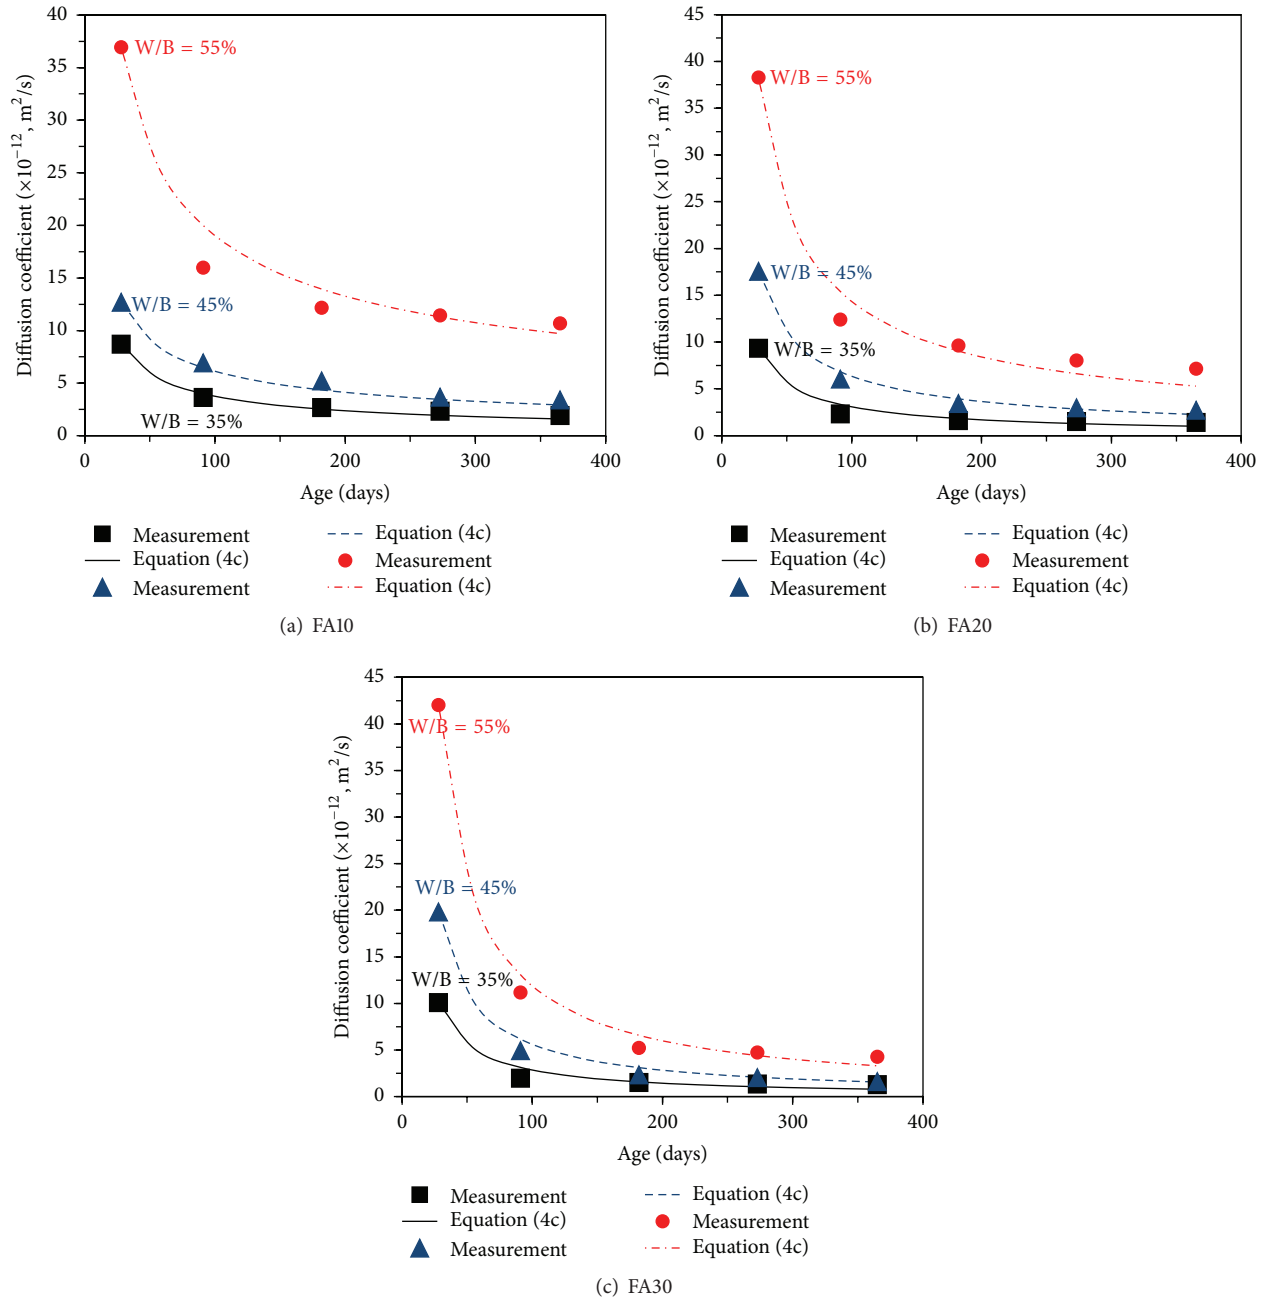 40
35
30
25
20
15
10
5
0
Diffusion coefficient (×10⁻¹², m²/s)
W/B = 55%
W/B = 45%
W/B = 35%
0 100 200 300 400
Age (days)
Measurement
Equation (4c)
Measurement
Equation (4c)
Measurement
Equation (4c)
(a) FA10
45
40
35
30
25
20
15
10
5
0
Diffusion coefficient (×10⁻¹², m²/s)
W/B = 55%
W/B = 45%
W/B = 35%
0 100 200 300 400
Age (days)
Measurement
Equation (4c)
Measurement
Equation (4c)
Measurement
Equation (4c)
(b) FA20
45
40
35
30
25
20
15
10
5
0
Diffusion coefficient (×10⁻¹², m²/s)
W/B = 55%
W/B = 45%
W/B = 35%
0 100 200 300 400
Age (days)
Measurement
Equation (4c)
Measurement
Equation (4c)
Measurement
Equation (4c)
(c) FA30